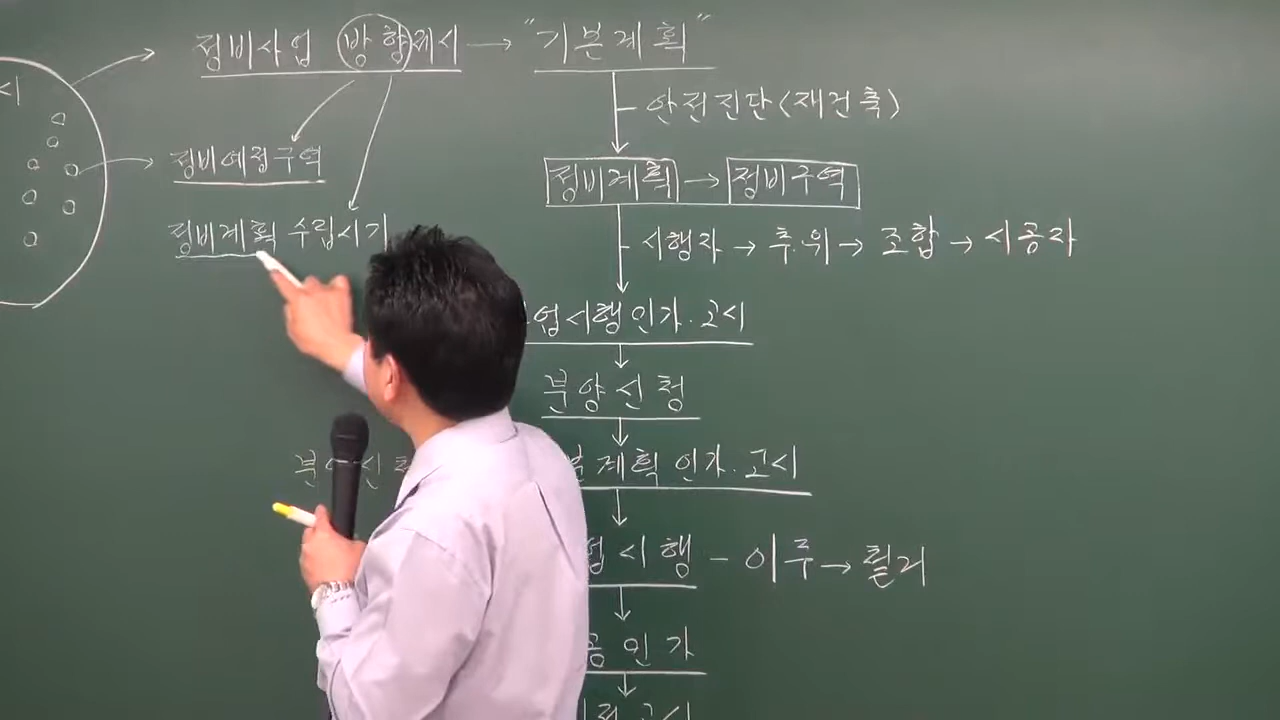 시
정비사업 방향제시 → "기본계획"
안전진단〈재건축〉
정비예정구역
정비계획 → 정비구역
정비계획 수립시기
시행자 → 추.위 → 조합 → 시공자
업시행인가.고시
분양신청
계획인가.고시
업시행 - 이주 → 철거
공인가